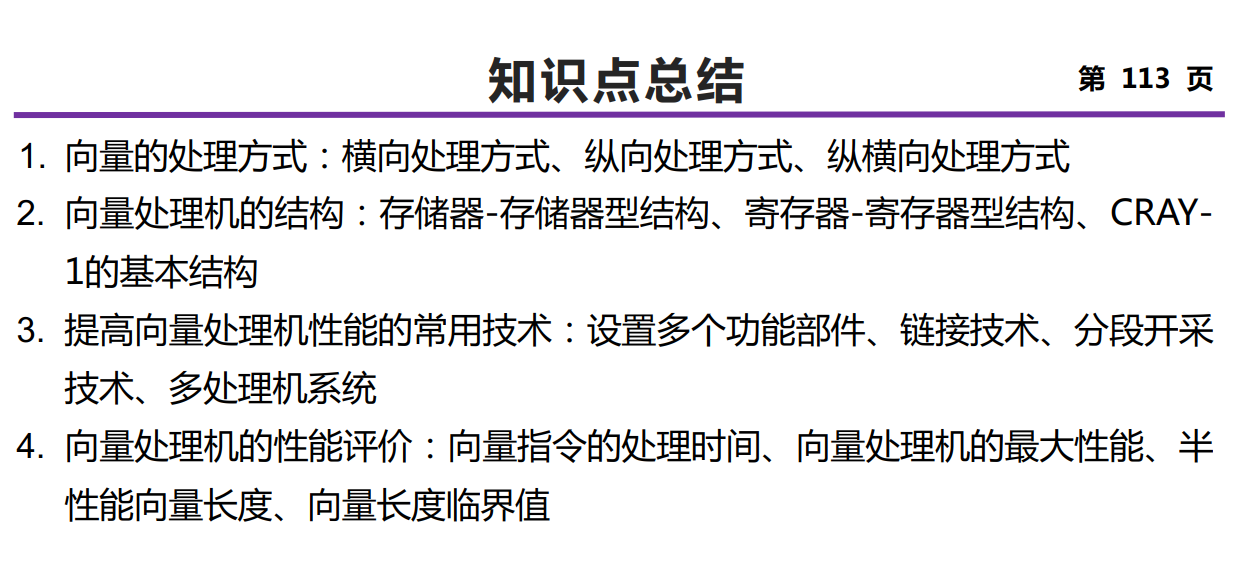 知识点总结
第 113 页
1. 向量的处理方式：横向处理方式、纵向处理方式、纵横向处理方式
2. 向量处理机的结构：存储器-存储器型结构、寄存器-寄存器型结构、CRAY-
1的基本结构
3. 提高向量处理机性能的常用技术：设置多个功能部件、链接技术、分段开采
技术、多处理机系统
4. 向量处理机的性能评价：向量指令的处理时间、向量处理机的最大性能、半
性能向量长度、向量长度临界值